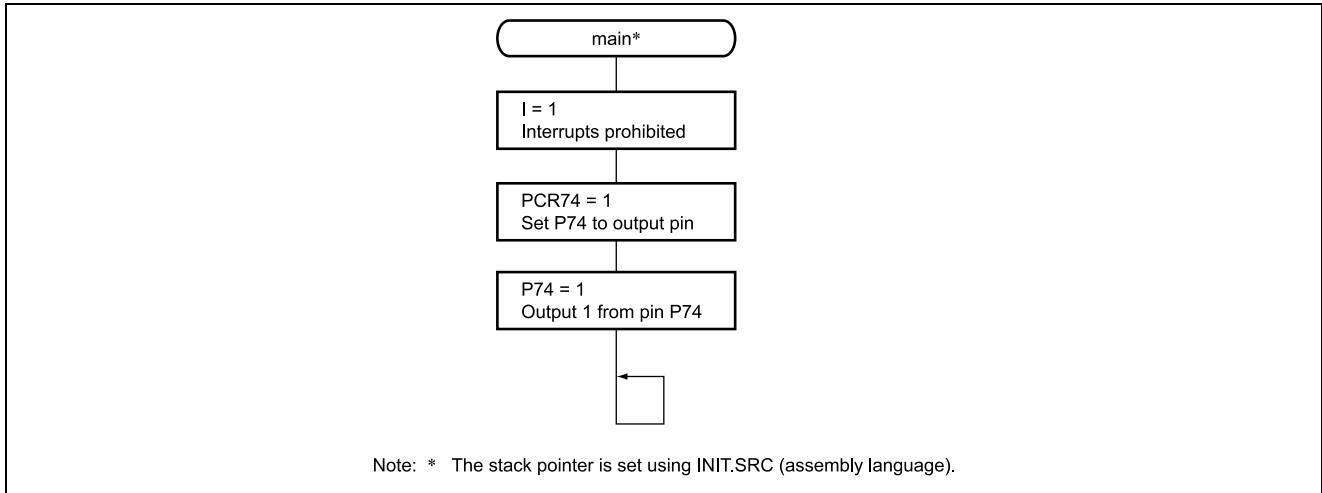 main*
I = 1
Interrupts prohibited
PCR74 = 1
Set P74 to output pin
P74 = 1
Output 1 from pin P74
Note: * The stack pointer is set using INIT.SRC (assembly language).